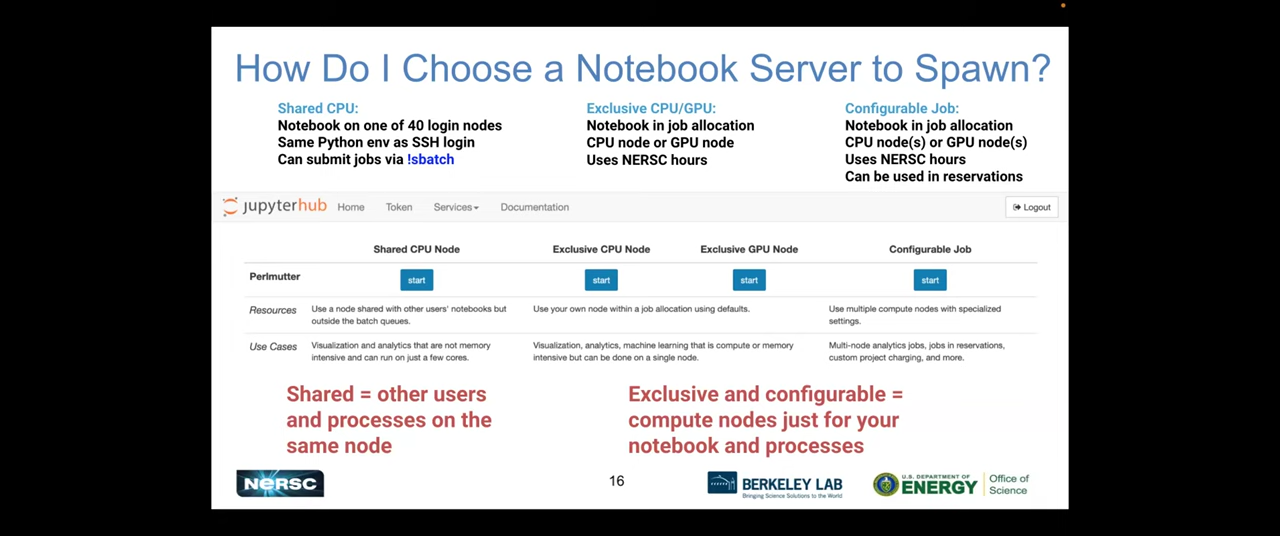 How Do I Choose a Notebook Server to Spawn?
Shared CPU:
Notebook on one of 40 login nodes
Same Python env as SSH login
Can submit jobs via !sbatch
Exclusive CPU/GPU:
Notebook in job allocation
CPU node or GPU node
Uses NERSC hours
Configurable Job:
Notebook in job allocation
CPU node(s) or GPU node(s)
Uses NERSC hours
Can be used in reservations
jupyterhub Home Token Services Documentation Logout
Shared CPU Node Exclusive CPU Node Exclusive GPU Node Configurable Job
Perlmutter start start start start
Resources
Use a node shared with other users' notebooks but
outside the batch queues.
Use your own node within a job allocation using defaults.
Use multiple compute nodes with specialized
settings.
Use Cases
Visualization and analytics that are not memory
intensive and can run on just a few cores.
Visualization, analytics, machine learning that is compute or memory
intensive but can be done on a single node.
Multi-node analytics jobs, jobs in reservations,
custom project charging, and more.
Shared = other users
and processes on the
same node
Exclusive and configurable =
compute nodes just for your
notebook and processes
NERSC
16
BERKELEY LAB
Bringing Science Solutions to the World
U.S. DEPARTMENT OF
ENERGY
Office of
Science